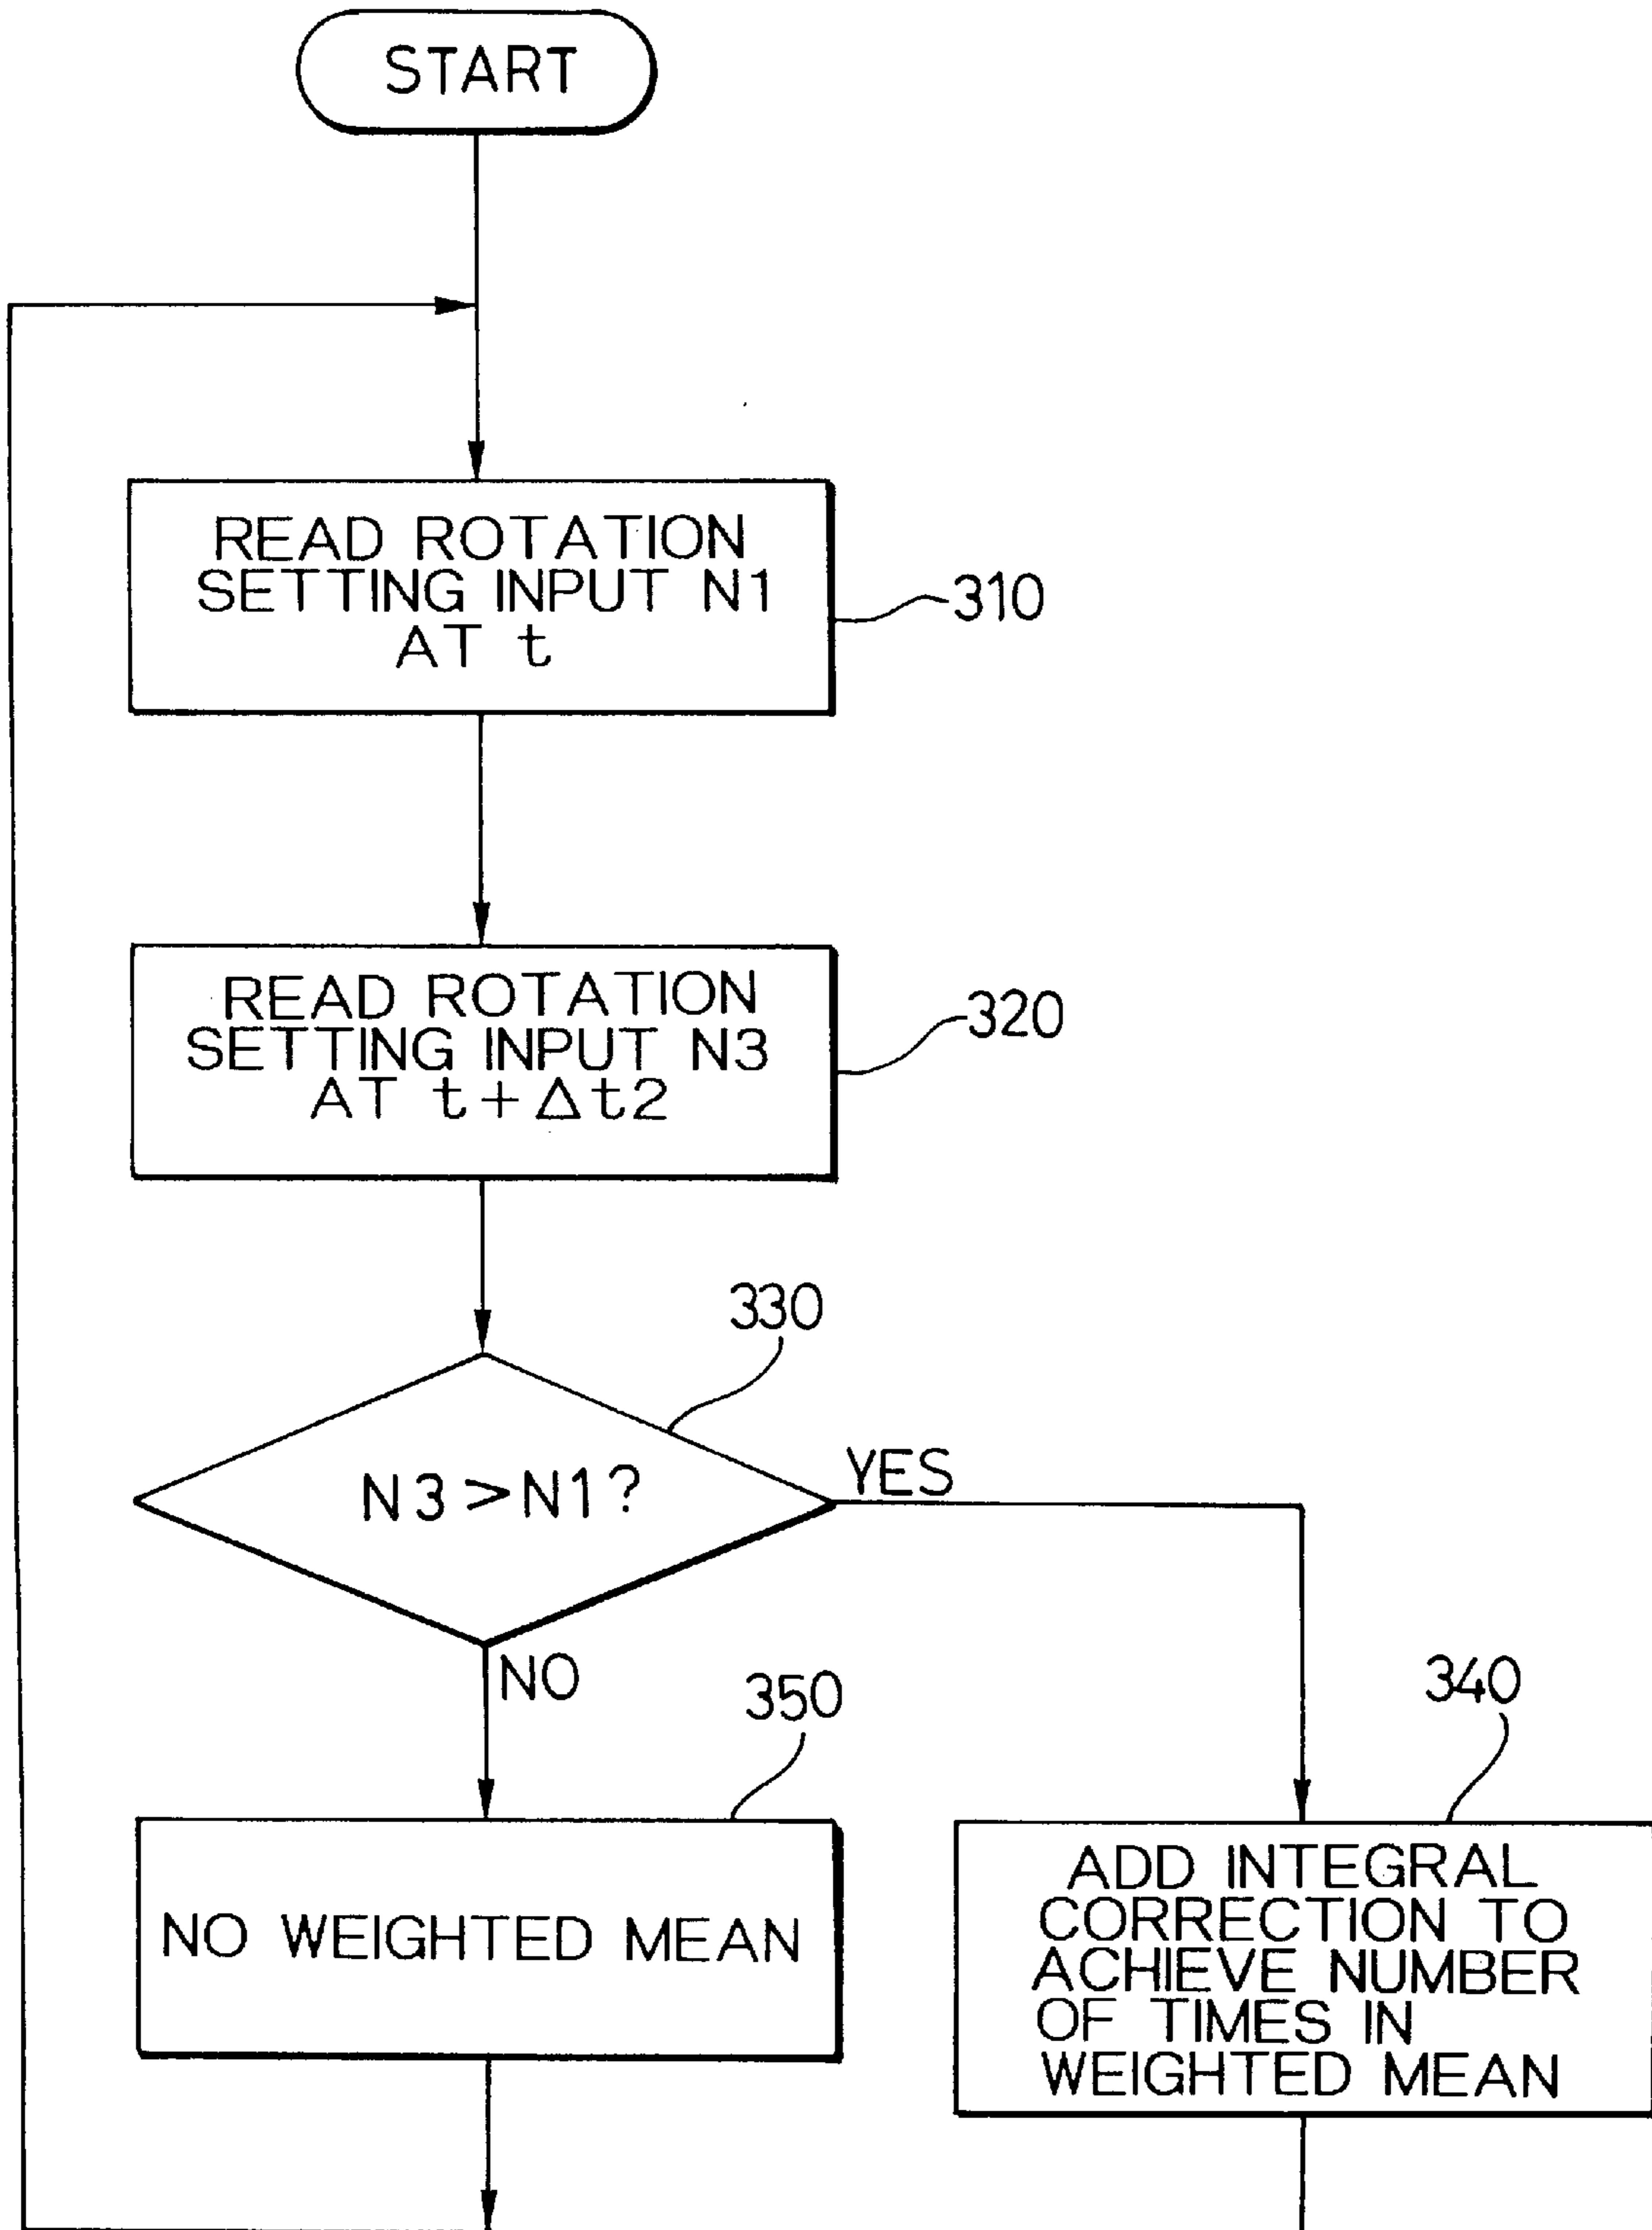 START
READ ROTATION
SETTING INPUT N1
AT t
310
READ ROTATION
SETTING INPUT N3
AT t+Δt2
320
330
N3>N1?
YES
NO
350
340
NO WEIGHTED MEAN
ADD INTEGRAL
CORRECTION TO
ACHIEVE NUMBER
OF TIMES IN
WEIGHTED MEAN